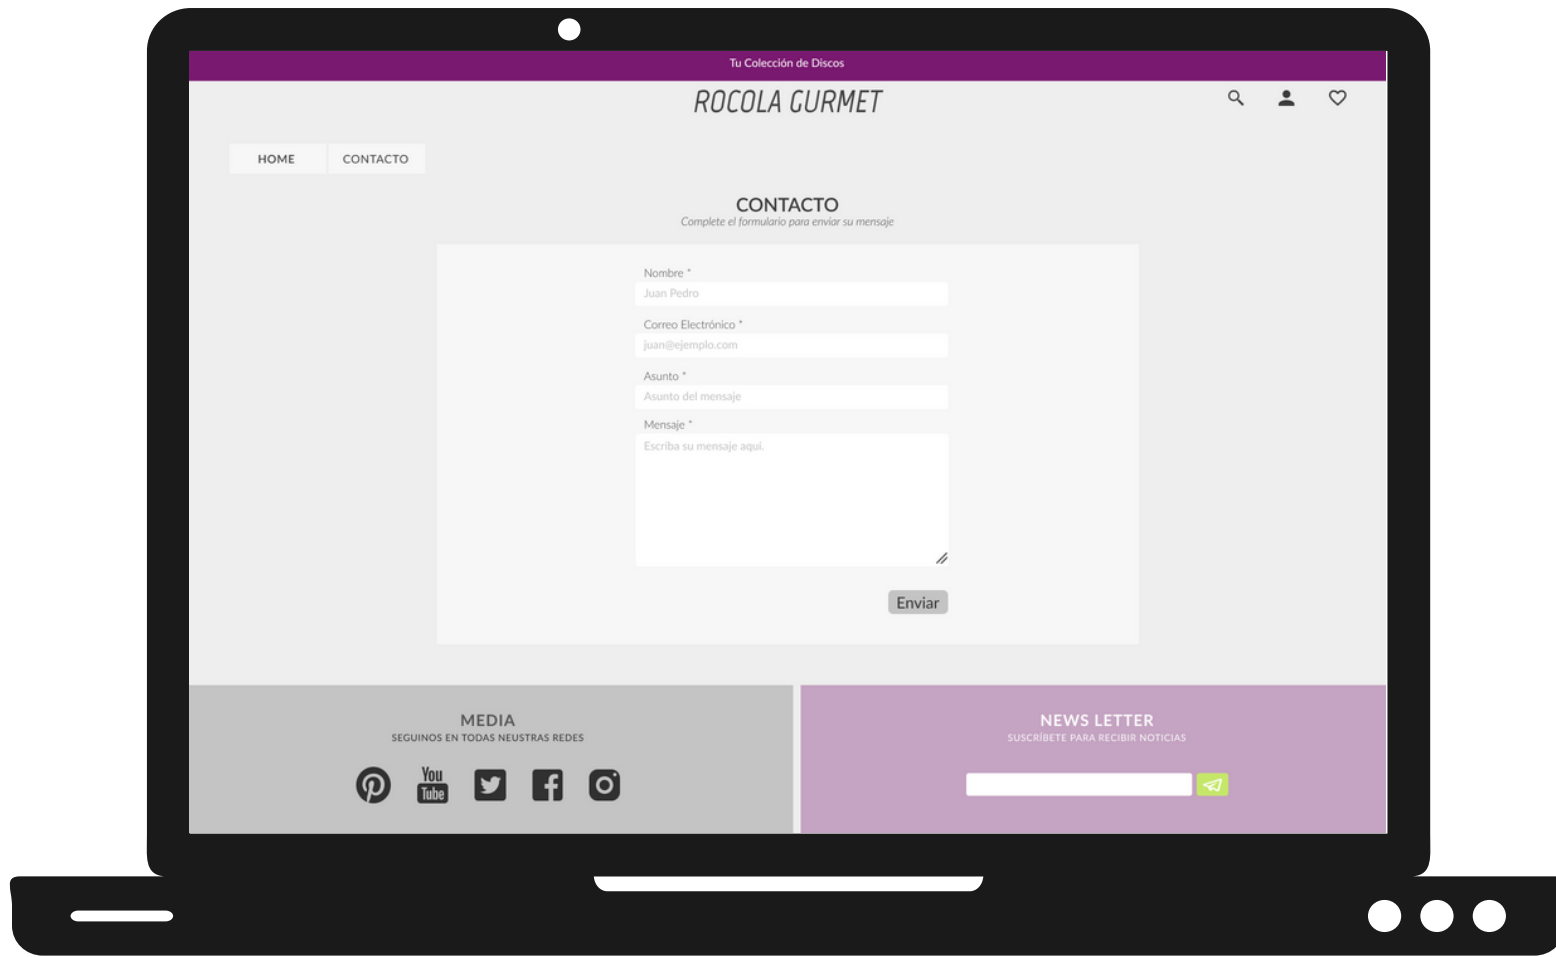 Tu Colección de Discos
ROCOLA GURMET
HOME
CONTACTO
CONTACTO
Complete el formulario para enviar su mensaje
Nombre *
Juan Pedro
Correo Electrónico *
juan@ejemplo.com
Asunto *
Asunto del mensaje
Mensaje *
Escriba su mensaje aquí.
Enviar
MEDIA
SEGUINOS EN TODAS NEUSTRAS REDES
You
Tube
NEWS LETTER
SUSCRÍBETE PARA RECIBIR NOTICIAS